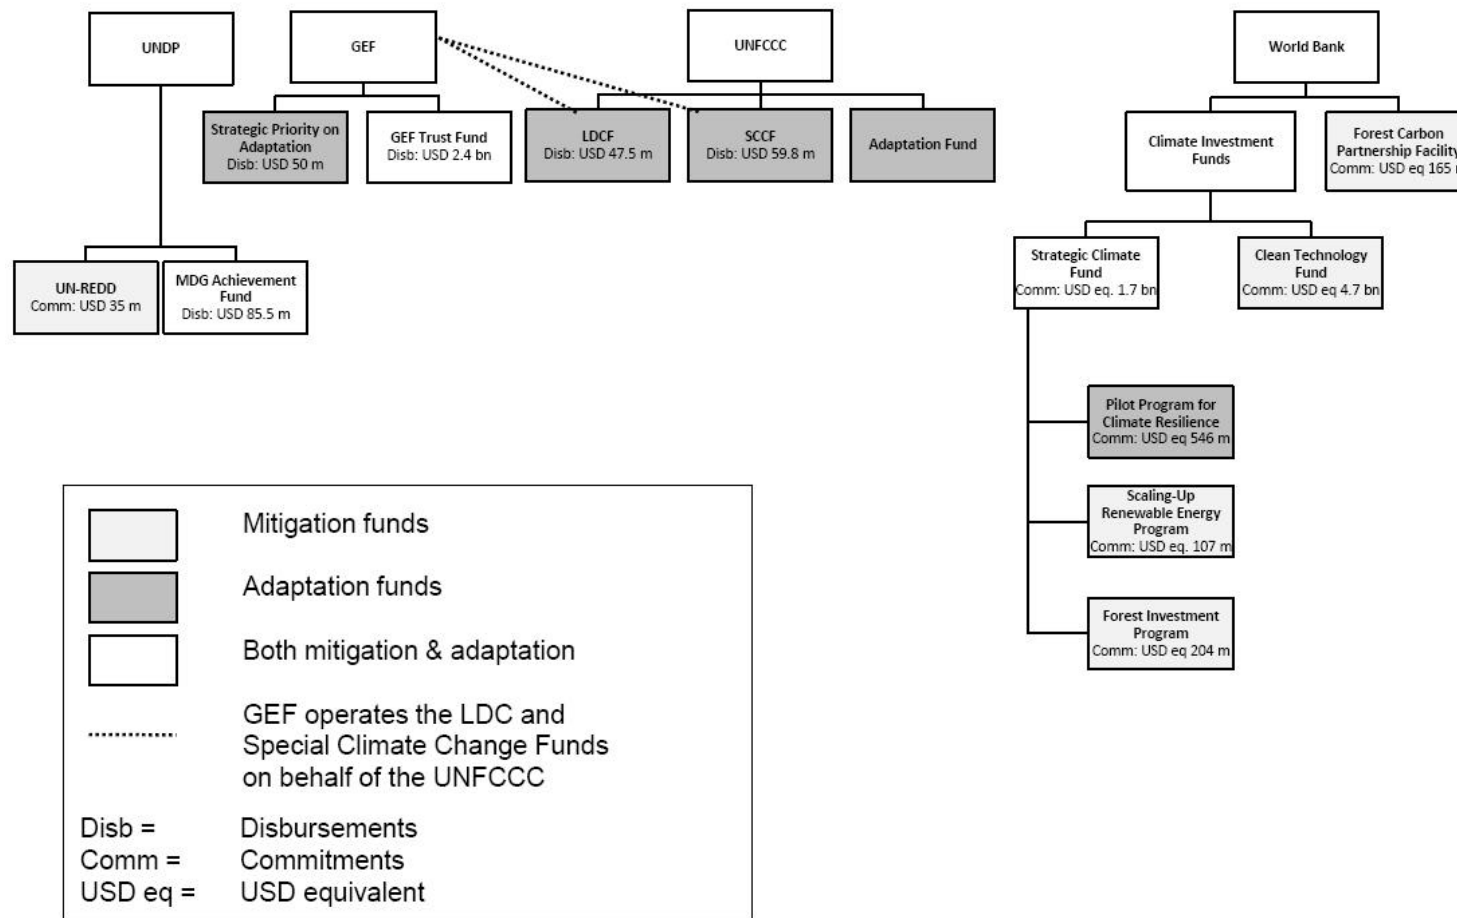 UNDP
GEF
UNFCCC
World Bank
Strategic Priority on
Adaptation
Disb: USD 50 m
GEF Trust Fund
Disb: USD 2.4 bn
LDCF
Disb: USD 47.5 m
SCCF
Disb: USD 59.8 m
Adaptation Fund
Climate Investment
Funds
Forest Carbon
Partnership Facility
Comm: USD eq 165
UN-REDD
Comm: USD 35 m
MDG Achievement
Fund
Disb: USD 85.5 m
Strategic Climate
Fund
Comm: USD eq. 1.7 bn
Clean Technology
Fund
Comm: USD eq 4.7 bn
Pilot Program for
Climate Resilience
Comm: USD eq 546 m
Scaling-Up
Renewable Energy
Program
Comm: USD eq. 107 m
Forest Investment
Program
Comm: USD eq 204 m
Mitigation funds
Adaptation funds
Both mitigation & adaptation
GEF operates the LDC and
Special Climate Change Funds
on behalf of the UNFCCC
Disb = Disbursements
Comm = Commitments
USD eq = USD equivalent